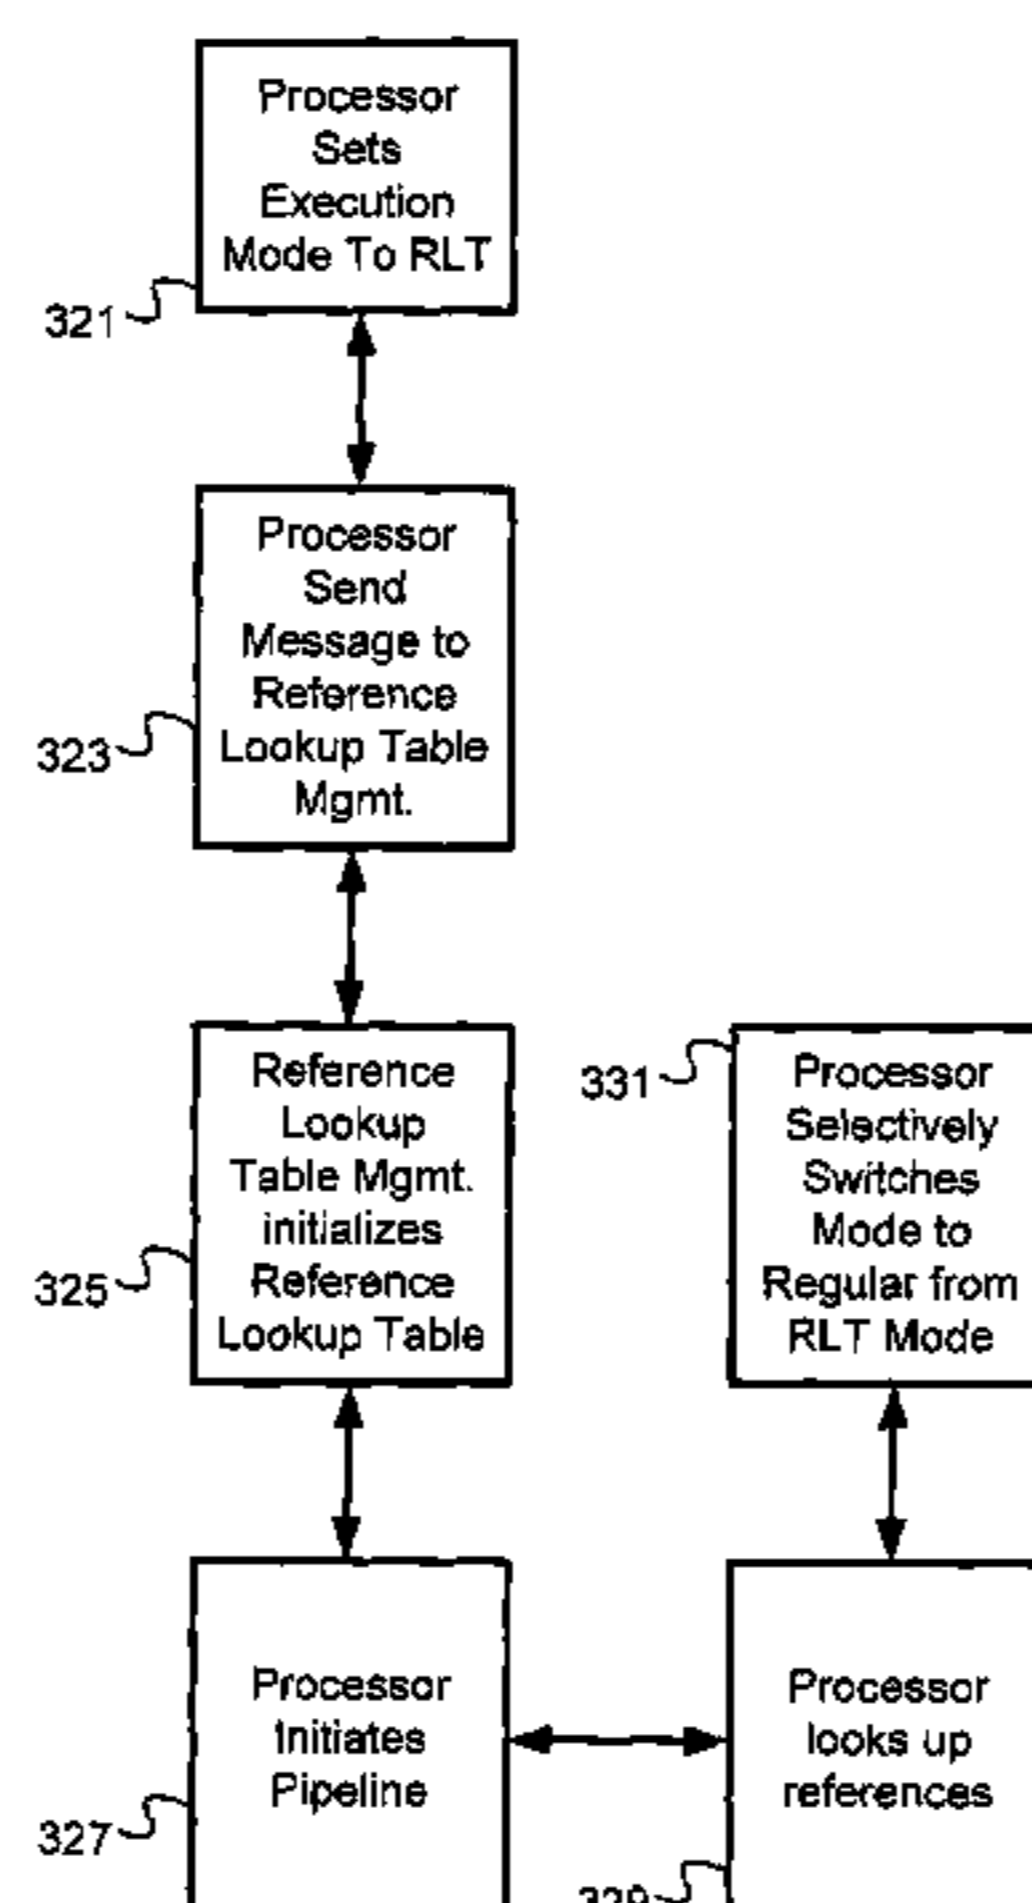 Processor
Sets
Execution
Mode To RLT
321
Processor
Send
Message to
Reference
Lookup Table
Mgmt.
323
Reference
Lookup
Table Mgmt.
initializes
Reference
Lookup Table
325
331
Processor
Selectively
Switches
Mode to
Regular from
RLT Mode
Processor
Initiates
Pipeline
327
Processor
looks up
references